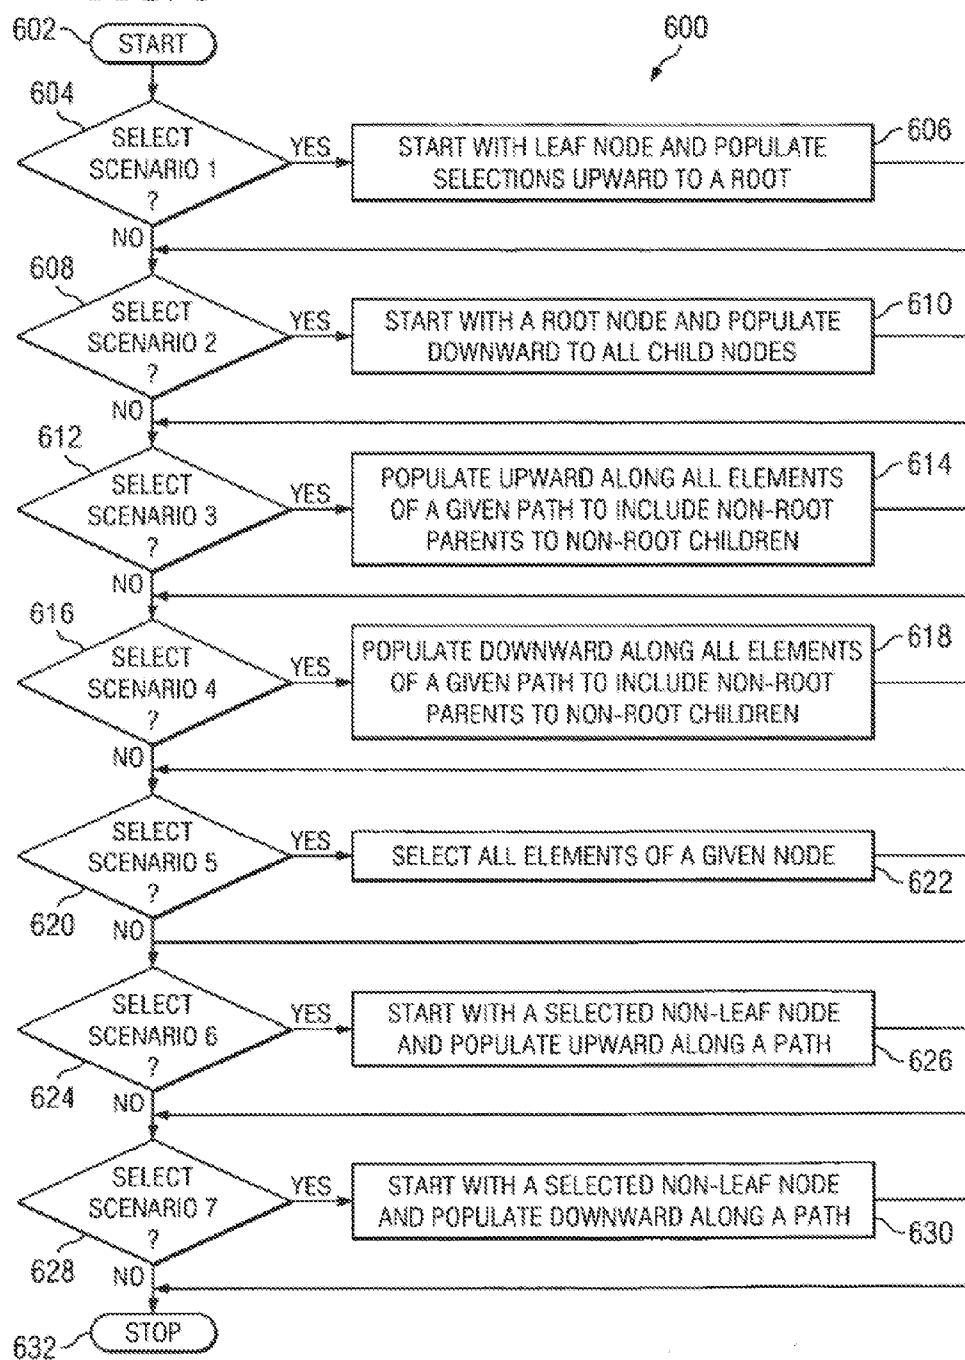 602
START
600
604
SELECT
SCENARIO 1
?
YES
START WITH LEAF NODE AND POPULATE
SELECTIONS UPWARD TO A ROOT
606
NO
608
SELECT
SCENARIO 2
?
YES
START WITH A ROOT NODE AND POPULATE
DOWNWARD TO ALL CHILD NODES
610
NO
612
SELECT
SCENARIO 3
?
YES
POPULATE UPWARD ALONG ALL ELEMENTS
OF A GIVEN PATH TO INCLUDE NON-ROOT
PARENTS TO NON-ROOT CHILDREN
614
NO
616
SELECT
SCENARIO 4
?
YES
POPULATE DOWNWARD ALONG ALL ELEMENTS
OF A GIVEN PATH TO INCLUDE NON-ROOT
PARENTS TO NON-ROOT CHILDREN
618
NO
SELECT
SCENARIO 5
?
620
YES
SELECT ALL ELEMENTS OF A GIVEN NODE
622
NO
SELECT
SCENARIO 6
?
624
YES
START WITH A SELECTED NON-LEAF NODE
AND POPULATE UPWARD ALONG A PATH
626
NO
SELECT
SCENARIO 7
?
628
YES
START WITH A SELECTED NON-LEAF NODE
AND POPULATE DOWNWARD ALONG A PATH
630
NO
STOP
632